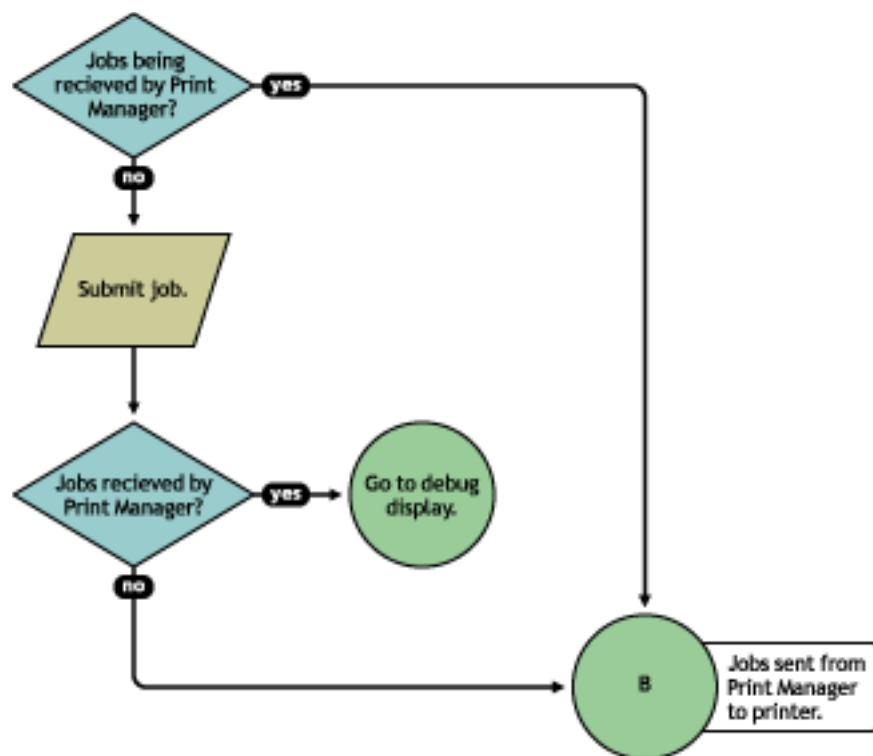 Jobs being
recieved by Print
Manager?
yes
no
Submit job.
Jobs recieved by
Print Manager?
yes
Go to debug
display.
no
B
Jobs sent from
Print Manager
to printer.